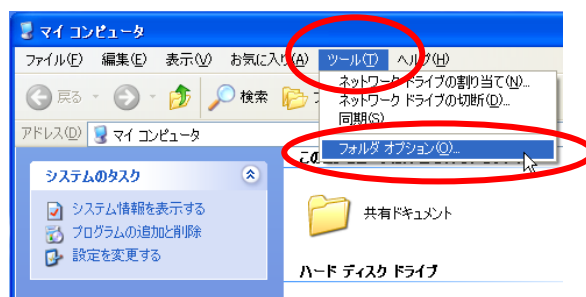 マイ コンピュータ
ファイル(F) 編集(E) 表示(V) お気に入り(A) ツール(T) ヘルプ(H)
ネットワーク ドライブの割り当て(N)...
戻る 検索
ネットワーク ドライブの切断(D)...
同期(S)...
アドレス(D) マイ コンピュータ
フォルダ オプション(O)...
システムのタスク
システム情報を表示する
プログラムの追加と削除
設定を変更する
共有ドキュメント
ハード ディスク ドライブ